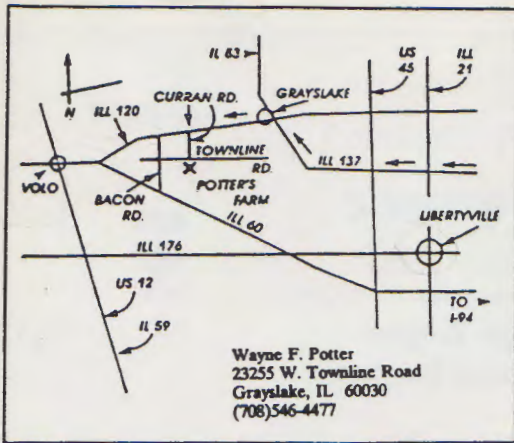 IL 83
US
45
ILL
21
CURRAN RD.
GRAYSLAKE
ILL 120
N
TOWNLINE
RD.
ILL 137
VOLO
POTTER'S
FARM
BACON
RD.
ILL 60
LIBERTYVILLE
ILL 176
US 12
TO
I-94
IL 59
Wayne F. Potter
23255 W. Townline Road
Grayslake, IL 60030
(708)546-4477